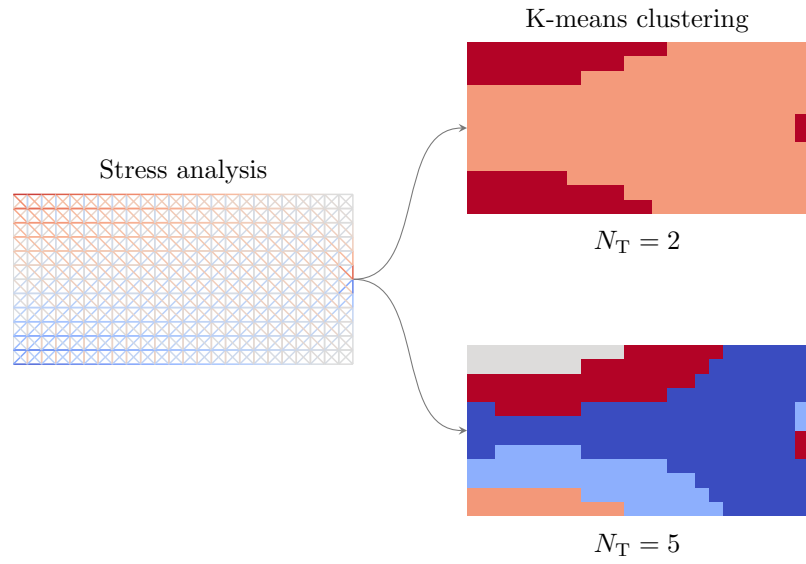 K-means clustering
Stress analysis
N_T = 2
N_T = 5